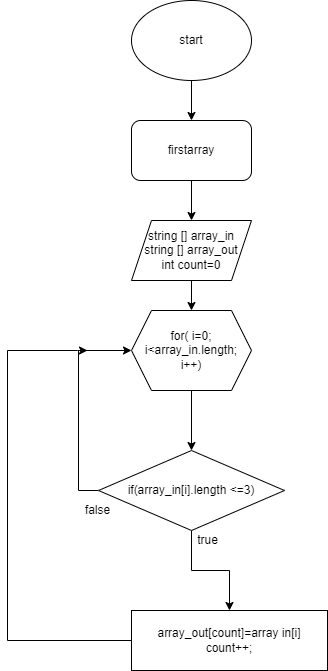 start
firstarray
string [] array_in
string [] array_out
int count=0
for( i=0;
i<array_in.length;
i++)
if(array_in[i].length <=3)
false
true
array_out[count]=array in[i]
count++;